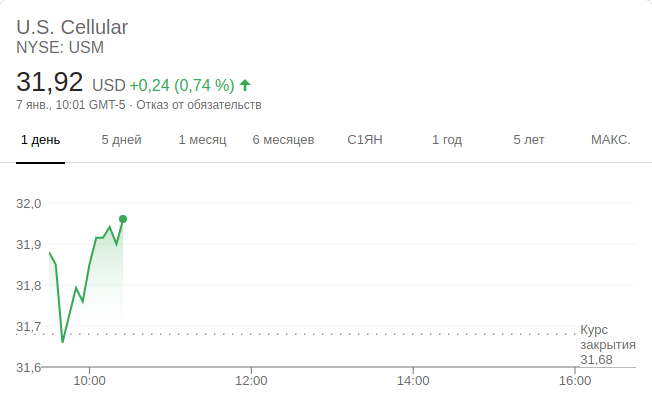 U.S. Cellular
NYSE: USM
31,92 USD +0,24 (0,74 %)
7 янв., 10:01 GMT-5 · Отказ от обязательств
1 день 5 дней 1 месяц 6 месяцев С1ЯН 1 год 5 лет МАКС.
32,0
31,9
31,8
31,7
Курс
закрытия
31,68
31,6
10:00 12:00 14:00 16:00